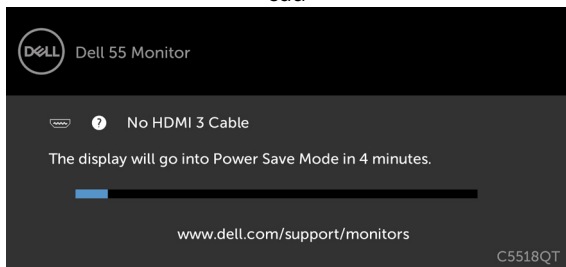 DELL
Dell 55 Monitor
? No HDMI 3 Cable
The display will go into Power Save Mode in 4 minutes.
www.dell.com/support/monitors
C5518QT